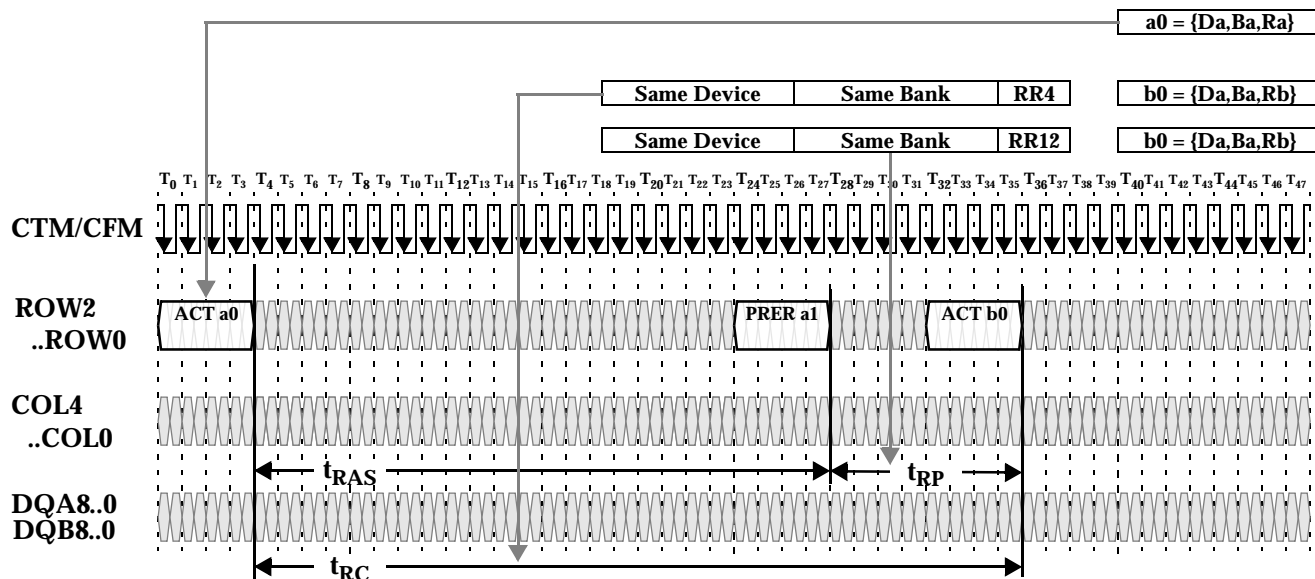 a0 = {Da,Ba,Ra}
Same Device Same Bank RR4 b0 = {Da,Ba,Rb}
Same Device Same Bank RR12 b0 = {Da,Ba,Rb}
T0 T1 T2 T3 T4 T5 T6 T7 T8 T9 T10 T11 T12 T13 T14 T15 T16 T17 T18 T19 T20 T21 T22 T23 T24 T25 T26 T27 T28 T29 T30 T31 T32 T33 T34 T35 T36 T37 T38 T39 T40 T41 T42 T43 T44 T45 T46 T47
CTM/CFM
ROW2 ACT a0 PRER a1 ACT b0
..ROW0
COL4
..COL0
tRAS tRP
DQA8..0
DQB8..0
tRC